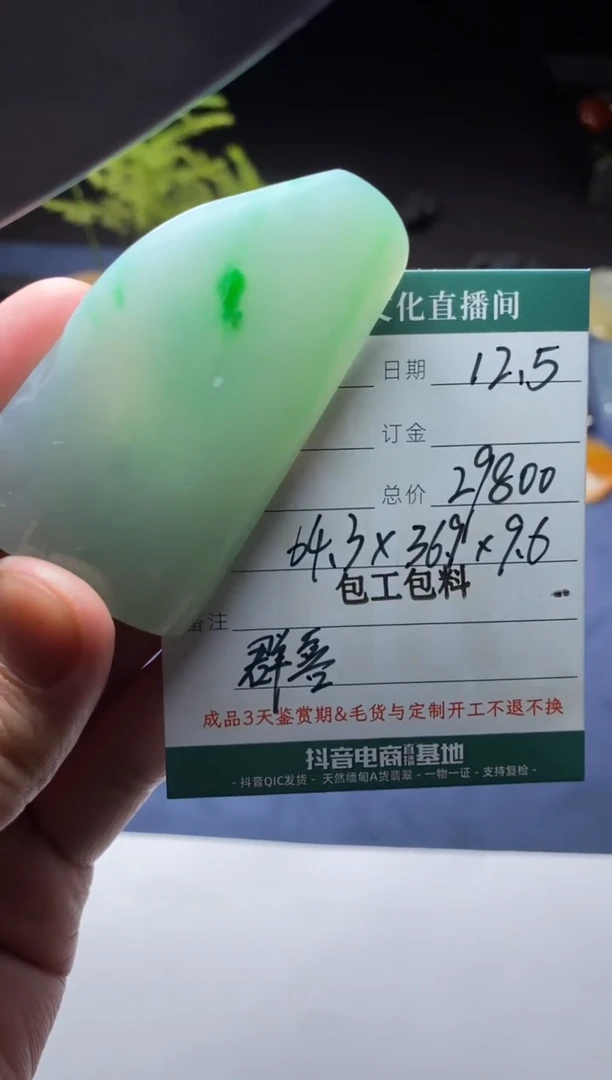 文化直播间
日期 12.5
订金
总价 29800
64.3×36.9×9.6
包工包料
备注
群善
成品3天鉴赏期&毛货与定制开工不退不换
抖音电商直播基地
- 抖音QIC发货 - 天然缅甸A货翡翠 - 一物一证 - 支持复检 -